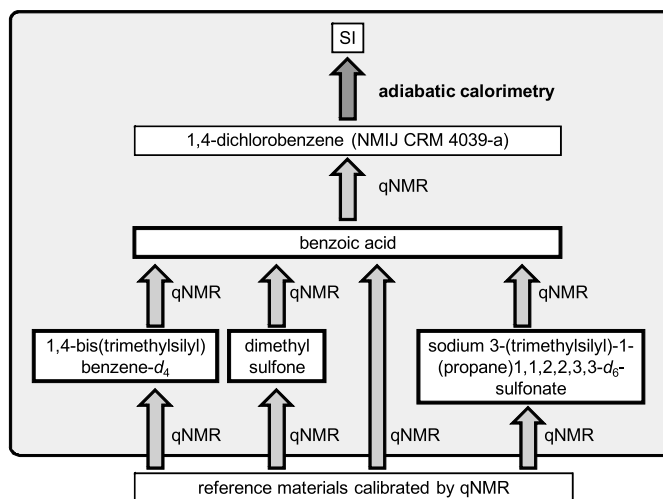 SI
adiabatic calorimetry
1,4-dichlorobenzene (NMIJ CRM 4039-a)
qNMR
benzoic acid
qNMR
qNMR
qNMR
qNMR
1,4-bis(trimethylsilyl)
benzene-d4
dimethyl
sulfone
sodium 3-(trimethylsilyl)-1-
(propane)1,1,2,2,3,3-d6-
sulfonate
qNMR
qNMR
qNMR
qNMR
reference materials calibrated by qNMR